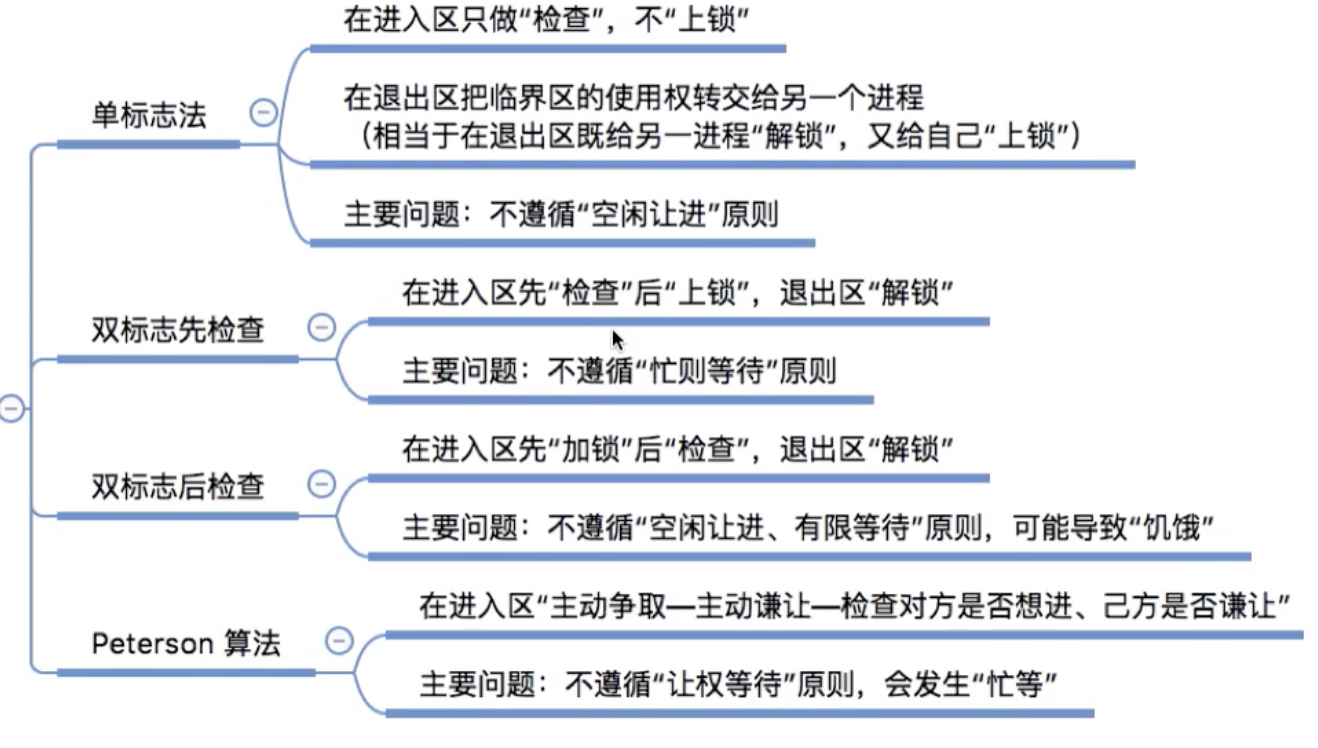 在进入区只做“检查”，不“上锁”
单标志法
在退出区把临界区的使用权转交给另一个进程
（相当于在退出区既给另一进程“解锁”，又给自己“上锁”）
主要问题：不遵循“空闲让进”原则
在进入区先“检查”后“上锁”，退出区“解锁”
双标志先检查
主要问题：不遵循“忙则等待”原则
在进入区先“加锁”后“检查”，退出区“解锁”
双标志后检查
主要问题：不遵循“空闲让进、有限等待”原则，可能导致“饥饿”
在进入区“主动争取—主动谦让—检查对方是否想进、己方是否谦让”
Peterson 算法
主要问题：不遵循“让权等待”原则，会发生“忙等”